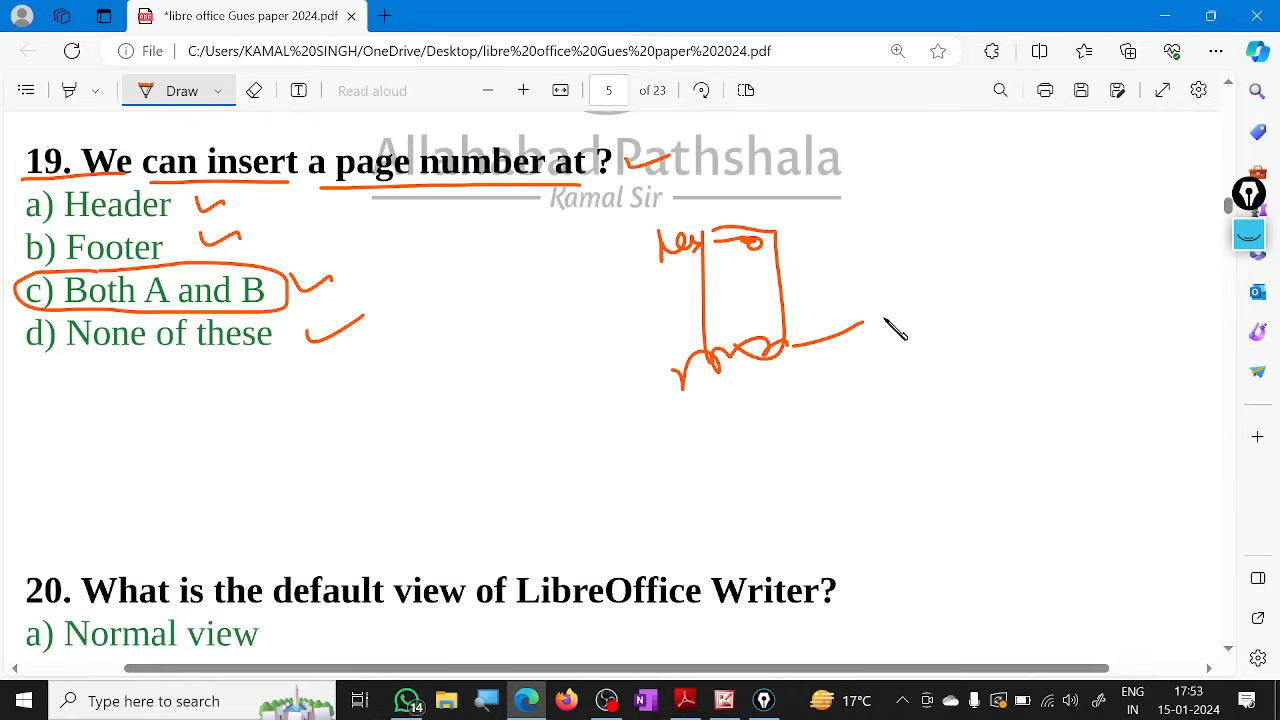 *libre office Gues paper 2024.pdf
File
C:/Users/KAMAL%20SINGH/OneDrive/Desktop/libre%20office%20Gues%20paper%202024.pdf
Draw
Read aloud
5 of 23
Allahabad Pathshala
19. We can insert a page number at ?
Kamal Sir
a) Header
b) Footer
c) Both A and B
d) None of these
20. What is the default view of LibreOffice Writer?
a) Normal view
Type here to search
14
17°C
ENG
IN
17:53
15-01-2024